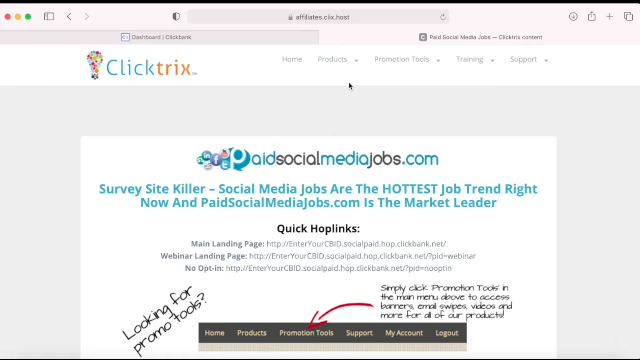 affiliates.clix.host
Dashboard | Clickbank
Paid Social Media Jobs — Clicktrix content
Clicktrix
Home Products Promotion Tools Training Support
paidsocialmediajobs.com
Survey Site Killer – Social Media Jobs Are The HOTTEST Job Trend Right
Now And PaidSocialMediaJobs.com Is The Market Leader
Quick Hoplinks:
Main Landing Page: http://EnterYourCBID.socialpaid.hop.clickbank.net/
Webinar Landing Page: http://EnterYourCBID.socialpaid.hop.clickbank.net/?pid=webinar
No Opt-in: http://EnterYourCBID.socialpaid.hop.clickbank.net/?pid=nooptin
Looking for
promo tools?
Simply click 'Promotion Tools' in
the main menu above to access
banners, email swipes, videos and
more for all of our products!
Home Products Promotion Tools Support My Account Logout